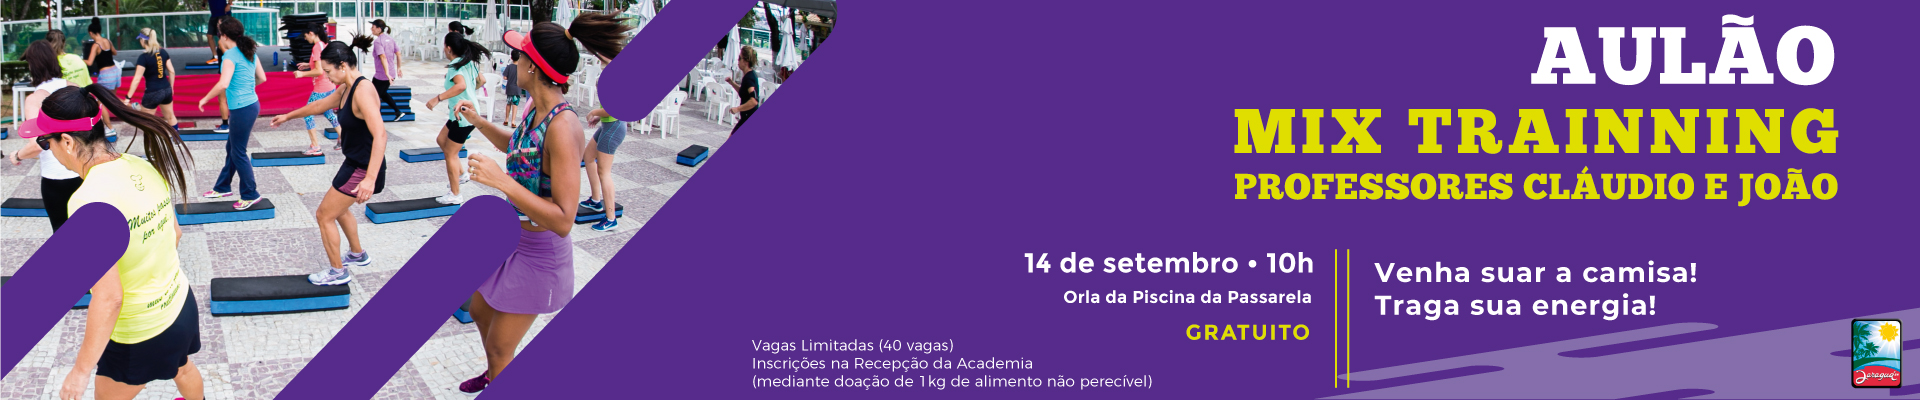 AULÃO
MIX TRAINNING
PROFESSORES CLÁUDIO E JOÃO
14 de setembro • 10h
Orla da Piscina da Passarela
GRATUITO
Venha suar a camisa!
Traga sua energia!
Vagas Limitadas (40 vagas)
Inscrições na Recepção da Academia
(mediante doação de 1kg de alimento não perecível)
Jaraguá